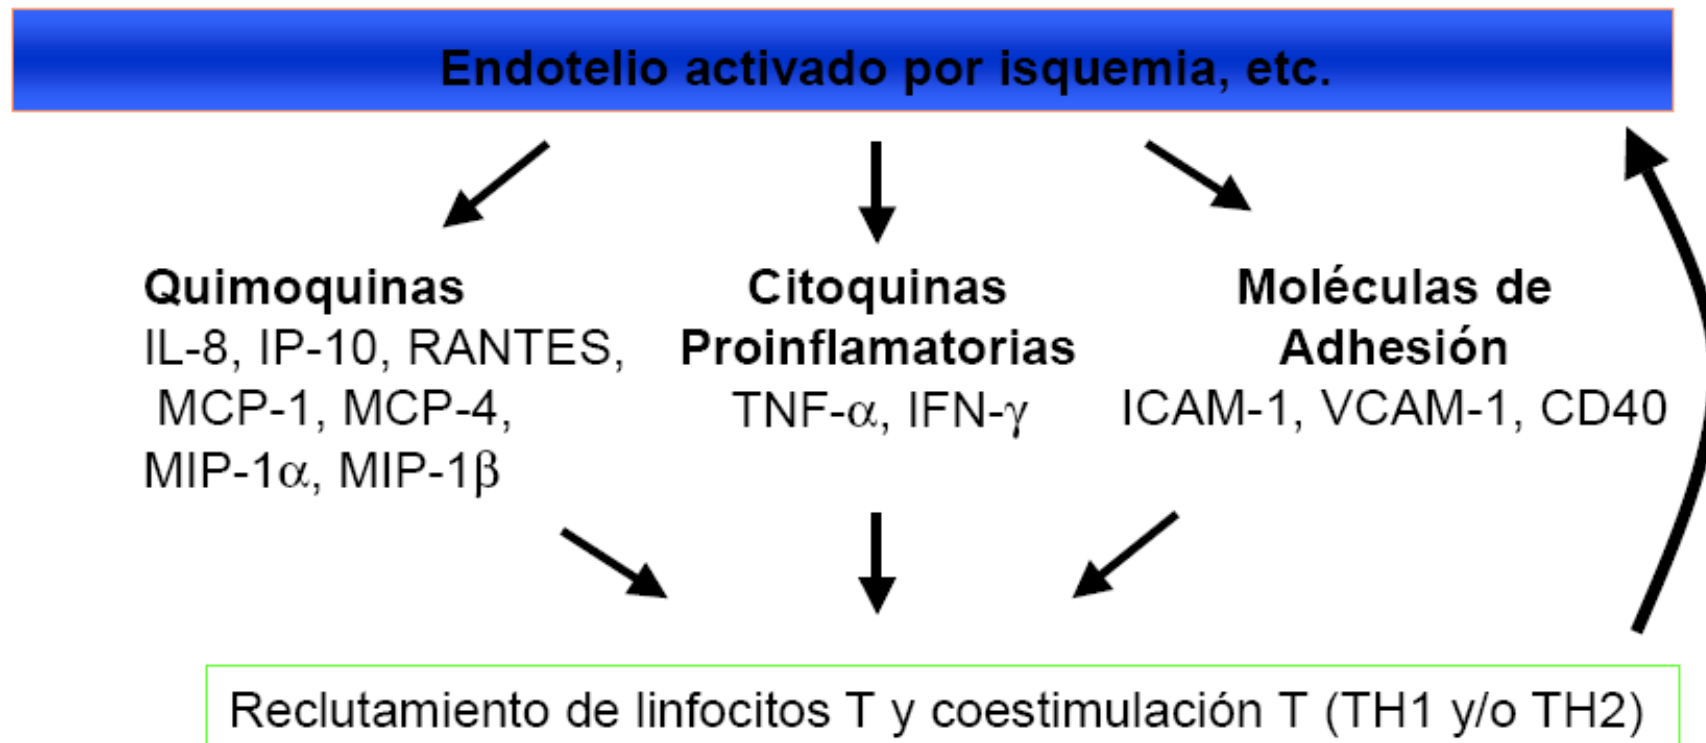 Endotelio activado por isquemia, etc.
Quimoquinas
IL-8, IP-10, RANTES,
MCP-1, MCP-4,
MIP-1α, MIP-1β
Citoquinas
Proinflamatorias
TNF-α, IFN-γ
Moléculas de
Adhesión
ICAM-1, VCAM-1, CD40
Reclutamiento de linfocitos T y coestimulación T (TH1 y/o TH2)